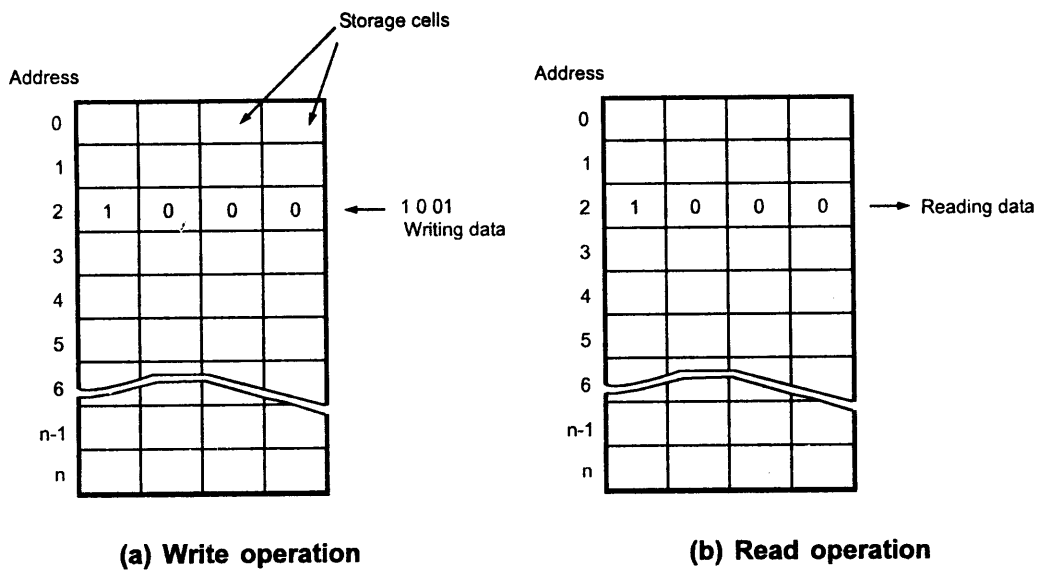 Storage cells
Address
0
1
2 1 0 0 0
1 0 01
Writing data
3
4
5
6
n-1
n
(a) Write operation
Address
0
1
2 1 0 0 0 Reading data
3
4
5
6
n-1
n
(b) Read operation